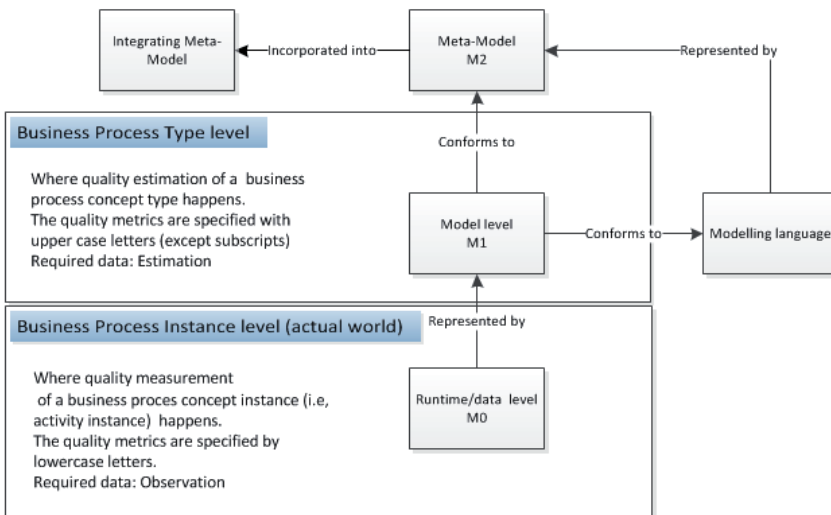 Integrating Meta-
Model
Incorporated into
Meta-Model
M2
Represented by
Business Process Type level
Conforms to
Where quality estimation of a  business
process concept type happens.
The quality metrics are specified with
upper case letters (except subscripts)
Required data: Estimation
Model level
M1
Conforms to
Modelling language
Business Process Instance level (actual world)
Represented by
Where quality measurement
of a business proces concept instance (i.e,
activity instance)  happens.
The quality metrics are specified by
lowercase letters.
Required data: Observation
Runtime/data  level
M0